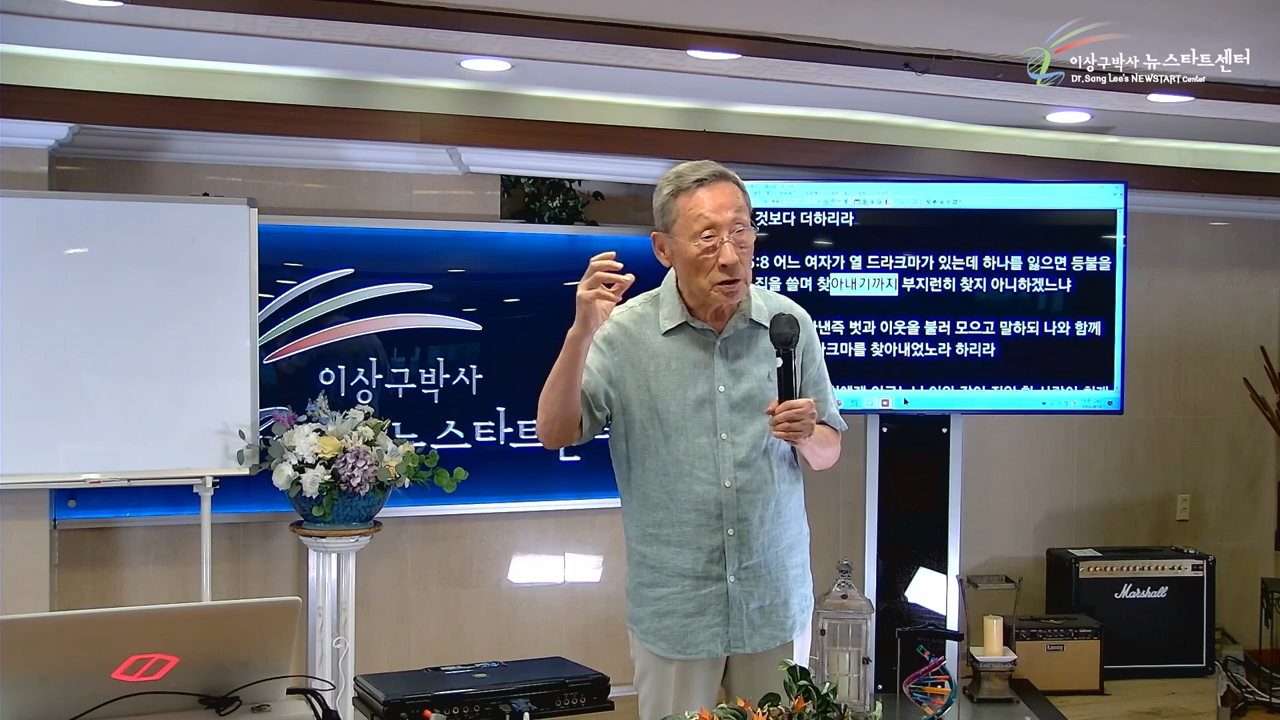 이상구박사 뉴스타트센터
Dr. Sang Lee's NEWSTART Center
것보다 더하리라
:8 어느 여자가 열 드라크마가 있는데 하나를 잃으면 등불을
집을 쓸며 찾아내기까지 부지런히 찾지 아니하겠느냐
낸즉 벗과 이웃을 불러 모으고 말하되 나와 함께
크마를 찾아내었노라 하리라
이상구박사
뉴스타트
Marshall
Laney